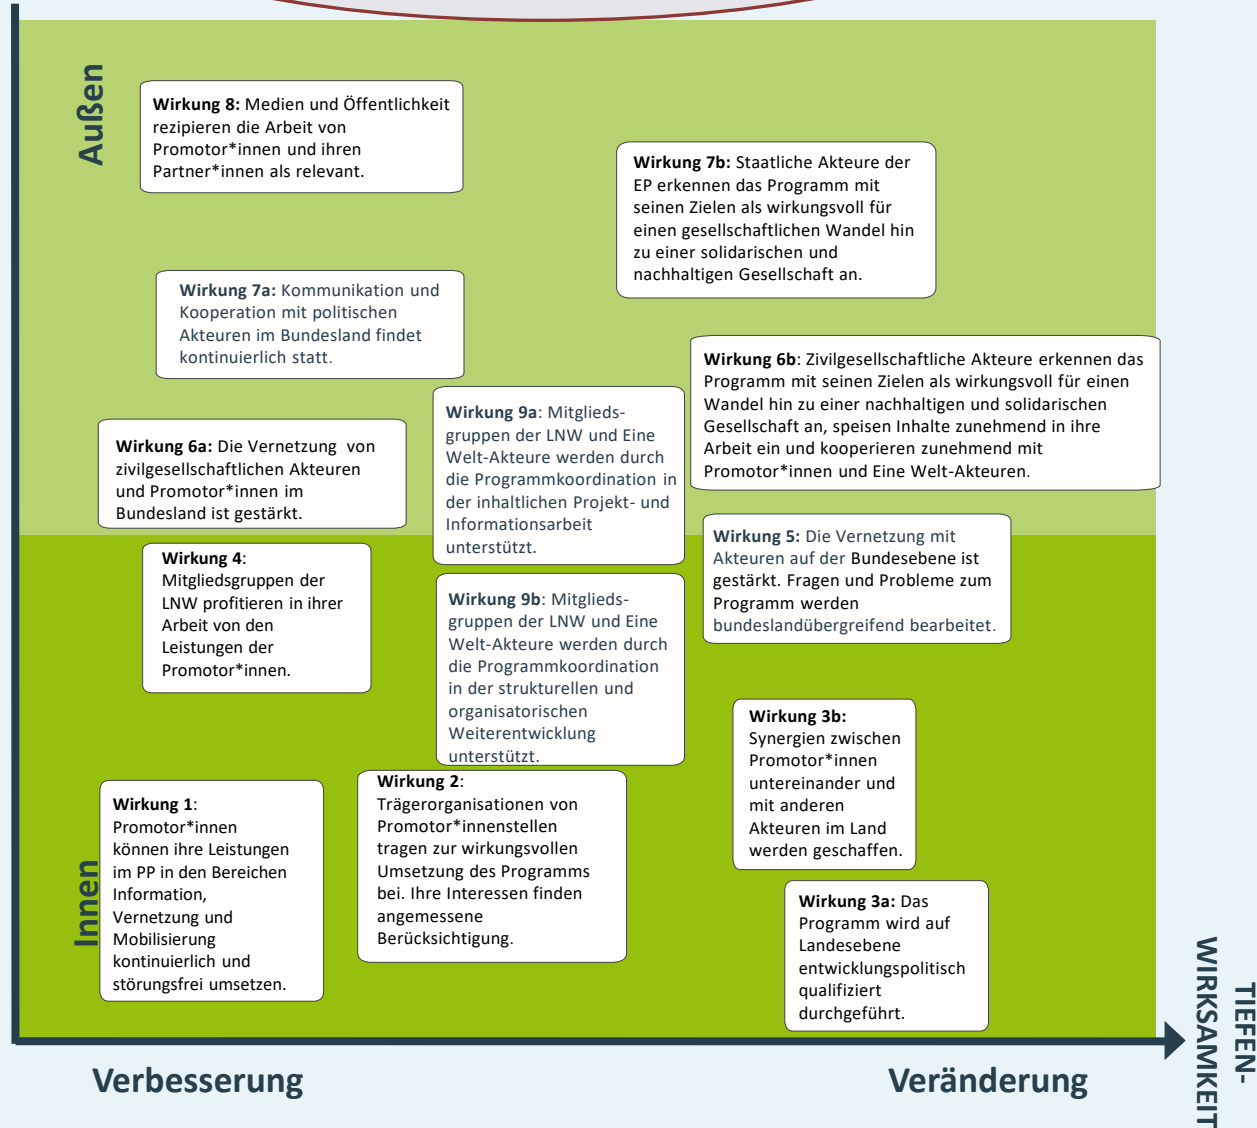 Außen
Wirkung 8: Medien und Öffentlichkeit
rezipieren die Arbeit von
Promotor*innen und ihren
Partner*innen als relevant.
Wirkung 7b: Staatliche Akteure der
EP erkennen das Programm mit
seinen Zielen als wirkungsvoll für
einen gesellschaftlichen Wandel hin
zu einer solidarischen und
nachhaltigen Gesellschaft an.
Wirkung 7a: Kommunikation und
Kooperation mit politischen
Akteuren im Bundesland findet
kontinuierlich statt.
Wirkung 6b: Zivilgesellschaftliche Akteure erkennen das
Programm mit seinen Zielen als wirkungsvoll für einen
Wandel hin zu einer nachhaltigen und solidarischen
Gesellschaft an, speisen Inhalte zunehmend in ihre
Arbeit ein und kooperieren zunehmend mit
Promotor*innen und Eine Welt-Akteuren.
Wirkung 9a: Mitglieds-
gruppen der LNW und Eine
Welt-Akteure werden durch
die Programmkoordination in
der inhaltlichen Projekt- und
Informationsarbeit
unterstützt.
Wirkung 6a: Die Vernetzung von
zivilgesellschaftlichen Akteuren
und Promotor*innen im
Bundesland ist gestärkt.
Wirkung 5: Die Vernetzung mit
Akteuren auf der Bundesebene ist
gestärkt. Fragen und Probleme zum
Programm werden
bundeslandübergreifend bearbeitet.
Wirkung 4:
Mitgliedsgruppen der
LNW profitieren in ihrer
Arbeit von den
Leistungen der
Promotor*innen.
Wirkung 9b: Mitglieds-
gruppen der LNW und Eine
Welt-Akteure werden durch
die Programmkoordination
in der strukturellen und
organisatorischen
Weiterentwicklung
unterstützt.
Wirkung 3b:
Synergien zwischen
Promotor*innen
untereinander und
mit anderen
Akteuren im Land
werden geschaffen.
Innen
Wirkung 1:
Promotor*innen
können ihre Leistungen
im PP in den Bereichen
Information,
Vernetzung und
Mobilisierung
kontinuierlich und
störungsfrei umsetzen.
Wirkung 2:
Trägerorganisationen von
Promotor*innenstellen
tragen zur wirkungsvollen
Umsetzung des Programms
bei. Ihre Interessen finden
angemessene
Berücksichtigung.
Wirkung 3a: Das
Programm wird auf
Landesebene
entwicklungspolitisch
qualifiziert
durchgeführt.
Verbesserung
Veränderung
TIEFEN-
WIRKSAMKEIT